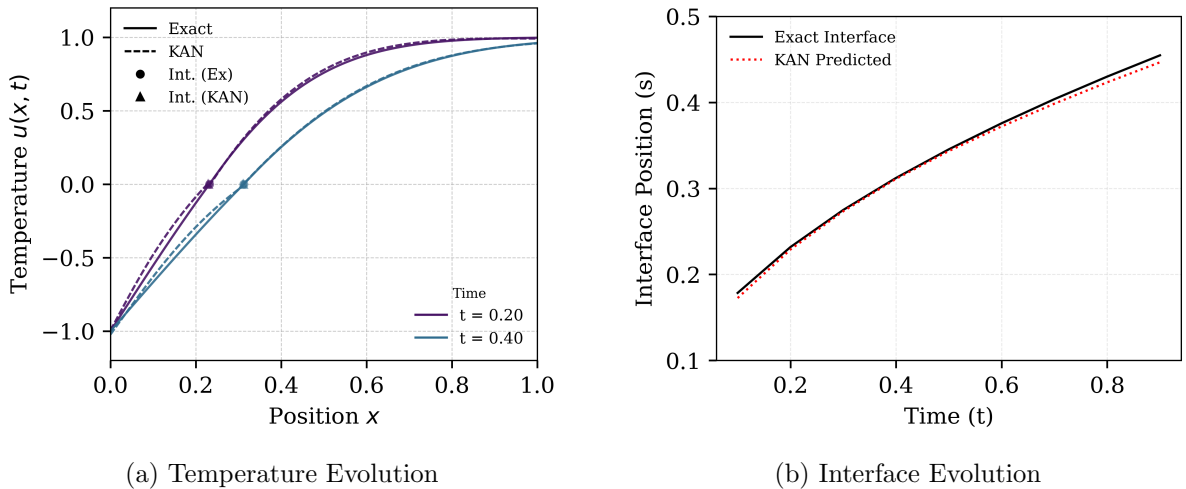 Exact
KAN
Int. (Ex)
Int. (KAN)
Time
t = 0.20
t = 0.40
1.0
0.5
0.0
−0.5
−1.0
0.0 0.2 0.4 0.6 0.8 1.0
Temperature u(x, t)
Position x
(a) Temperature Evolution
Exact Interface
KAN Predicted
0.5
0.4
0.3
0.2
0.1
0.2 0.4 0.6 0.8
Interface Position (s)
Time (t)
(b) Interface Evolution